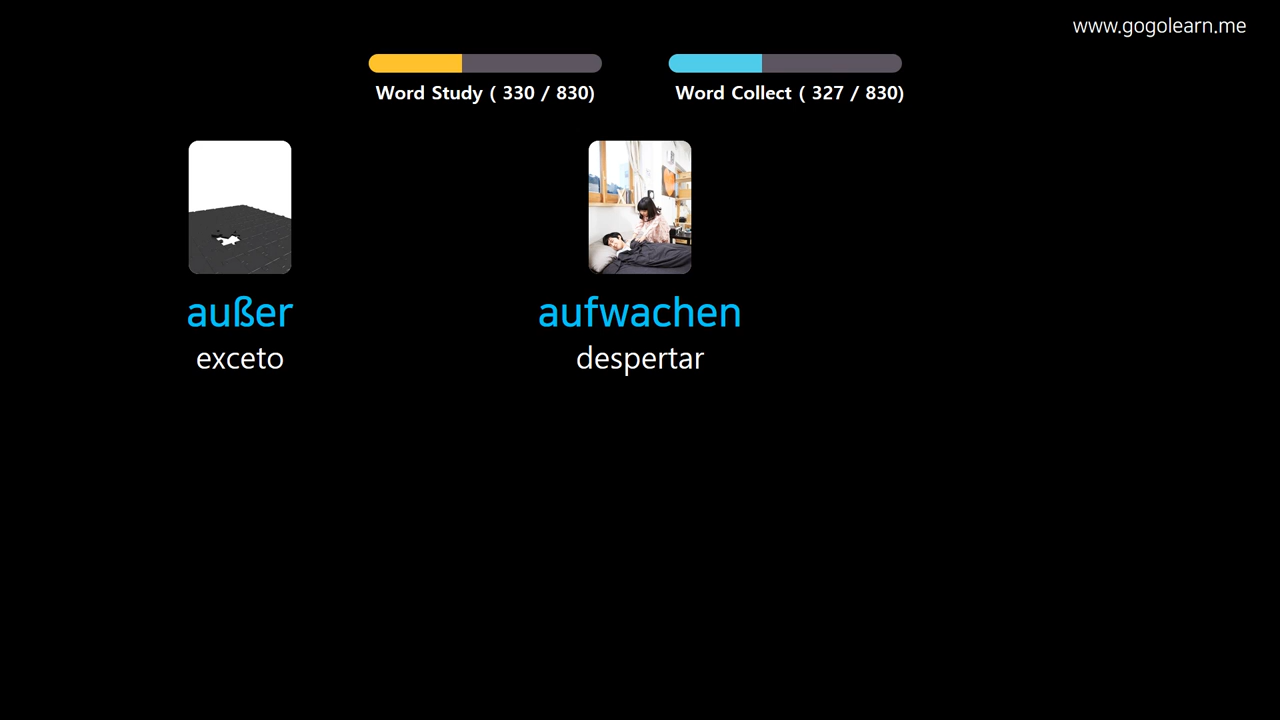 www.gogolearn.me
Word Study ( 330 / 830)
Word Collect ( 327 / 830)
außer
aufwachen
exceto
despertar